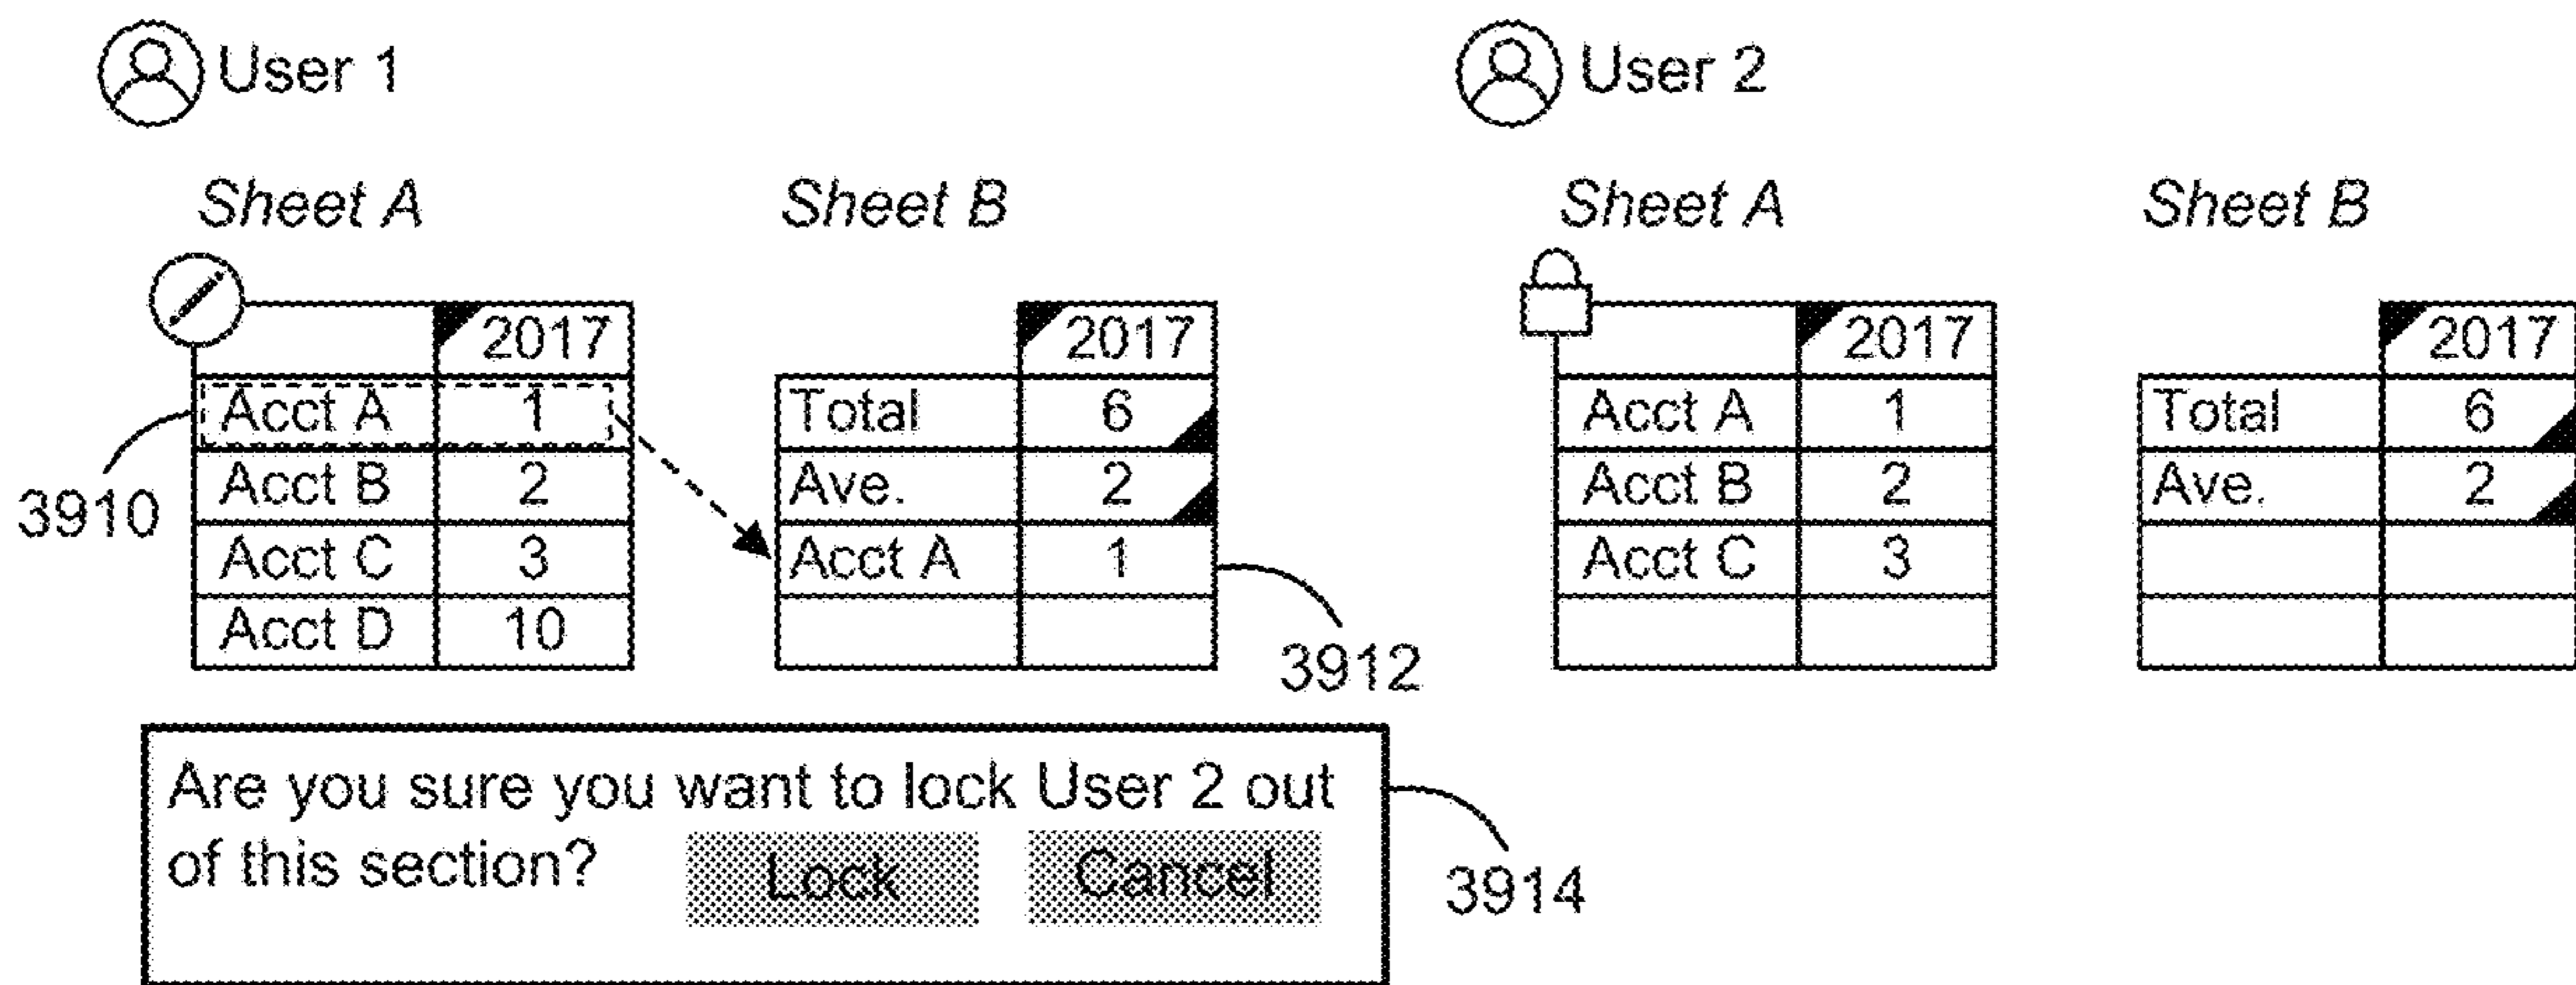 User 1
User 2
Sheet A
Sheet B
Sheet A
Sheet B
2017
2017
2017
2017
Acct A 1
Total 6
Acct A 1
Total 6
Acct B 2
Ave. 2
Acct B 2
Ave. 2
3910
Acct C 3
Acct A 1
Acct C 3
Acct D 10
3912
Are you sure you want to lock User 2 out
of this section? Lock Cancel
3914